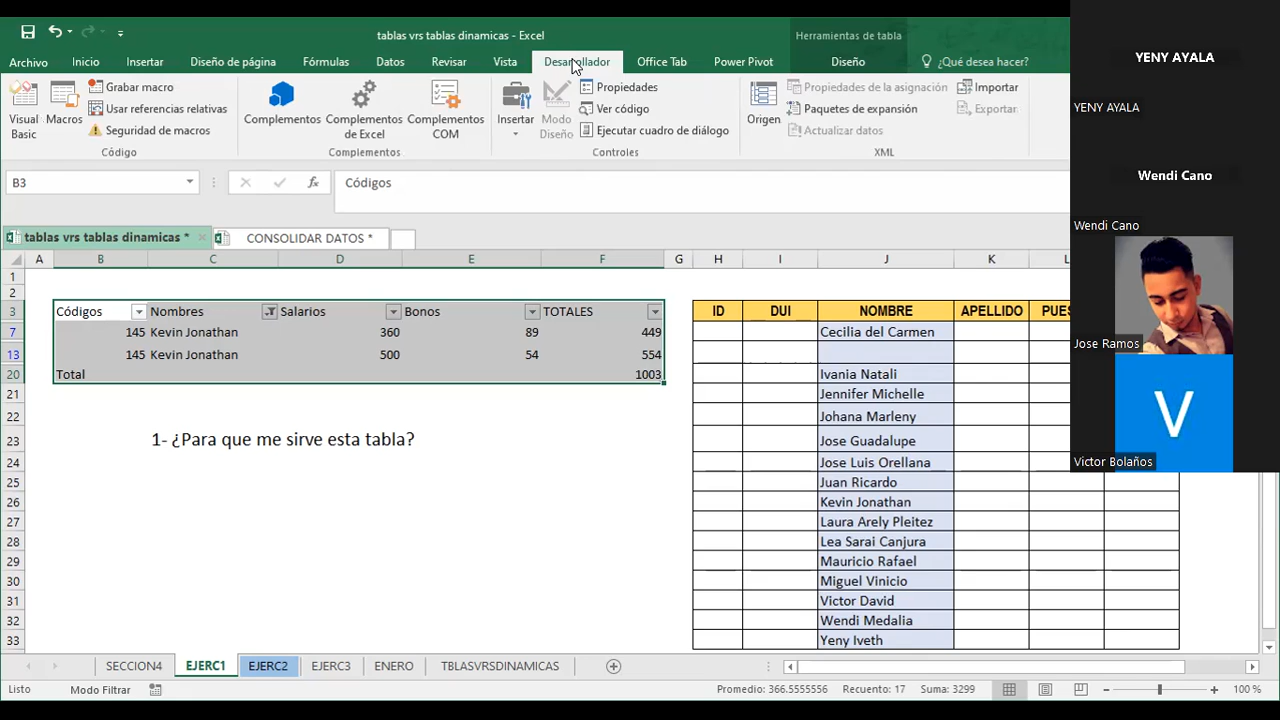 tablas vrs tablas dinamicas - Excel
Herramientas de tabla
Archivo Inicio Insertar Diseño de página Fórmulas Datos Revisar Vista Desarrollador Office Tab Power Pivot Diseño ¿Qué desea hacer?
Visual Basic
Macros
Grabar macro
Usar referencias relativas
Seguridad de macros
Código
Complementos
Complementos de Excel
Complementos COM
Complementos
Insertar
Modo Diseño
Propiedades
Ver código
Ejecutar cuadro de diálogo
Controles
Origen
Propiedades de la asignación
Paquetes de expansión
Actualizar datos
Importar
Exportar
XML
B3 fx Códigos
tablas vrs tablas dinamicas * CONSOLIDAR DATOS *
A B C D E F G H I J K L
1
2
3 Códigos Nombres Salarios Bonos TOTALES ID DUI NOMBRE APELLIDO PUES
7 145 Kevin Jonathan 360 89 449 Cecilia del Carmen
13 145 Kevin Jonathan 500 54 554
20 Total 1003 Ivania Natali
21 Jennifer Michelle
22 Johana Marleny
23 1- ¿Para que me sirve esta tabla? Jose Guadalupe
24 Jose Luis Orellana
25 Juan Ricardo
26 Kevin Jonathan
27 Laura Arely Pleitez
28 Lea Sarai Canjura
29 Mauricio Rafael
30 Miguel Vinicio
31 Victor David
32 Wendi Medalia
33 Yeny Iveth
SECCION4 EJERC1 EJERC2 EJERC3 ENERO TBLASVRSDINAMICAS
Listo Modo Filtrar Promedio: 366.5555556 Recuento: 17 Suma: 3299 100 %
YENY AYALA
YENY AYALA
Wendi Cano
Wendi Cano
Jose Ramos
V
Victor Bolaños